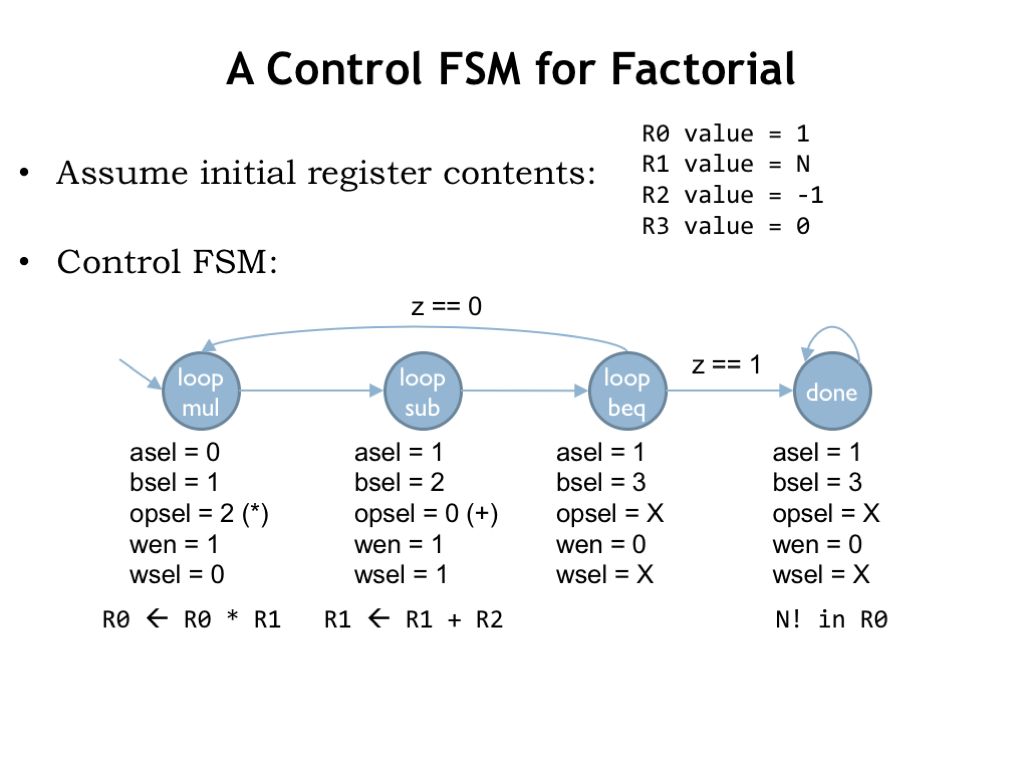 A Control FSM for Factorial
• Assume initial register contents:
R0 value = 1
R1 value = N
R2 value = -1
R3 value = 0
• Control FSM:
z == 0
z == 1
loop
mul
loop
sub
loop
beq
done
asel = 0
bsel = 1
opsel = 2 (*)
wen = 1
wsel = 0
R0 ← R0 * R1
asel = 1
bsel = 2
opsel = 0 (+)
wen = 1
wsel = 1
R1 ← R1 + R2
asel = 1
bsel = 3
opsel = X
wen = 0
wsel = X
asel = 1
bsel = 3
opsel = X
wen = 0
wsel = X
N! in R0